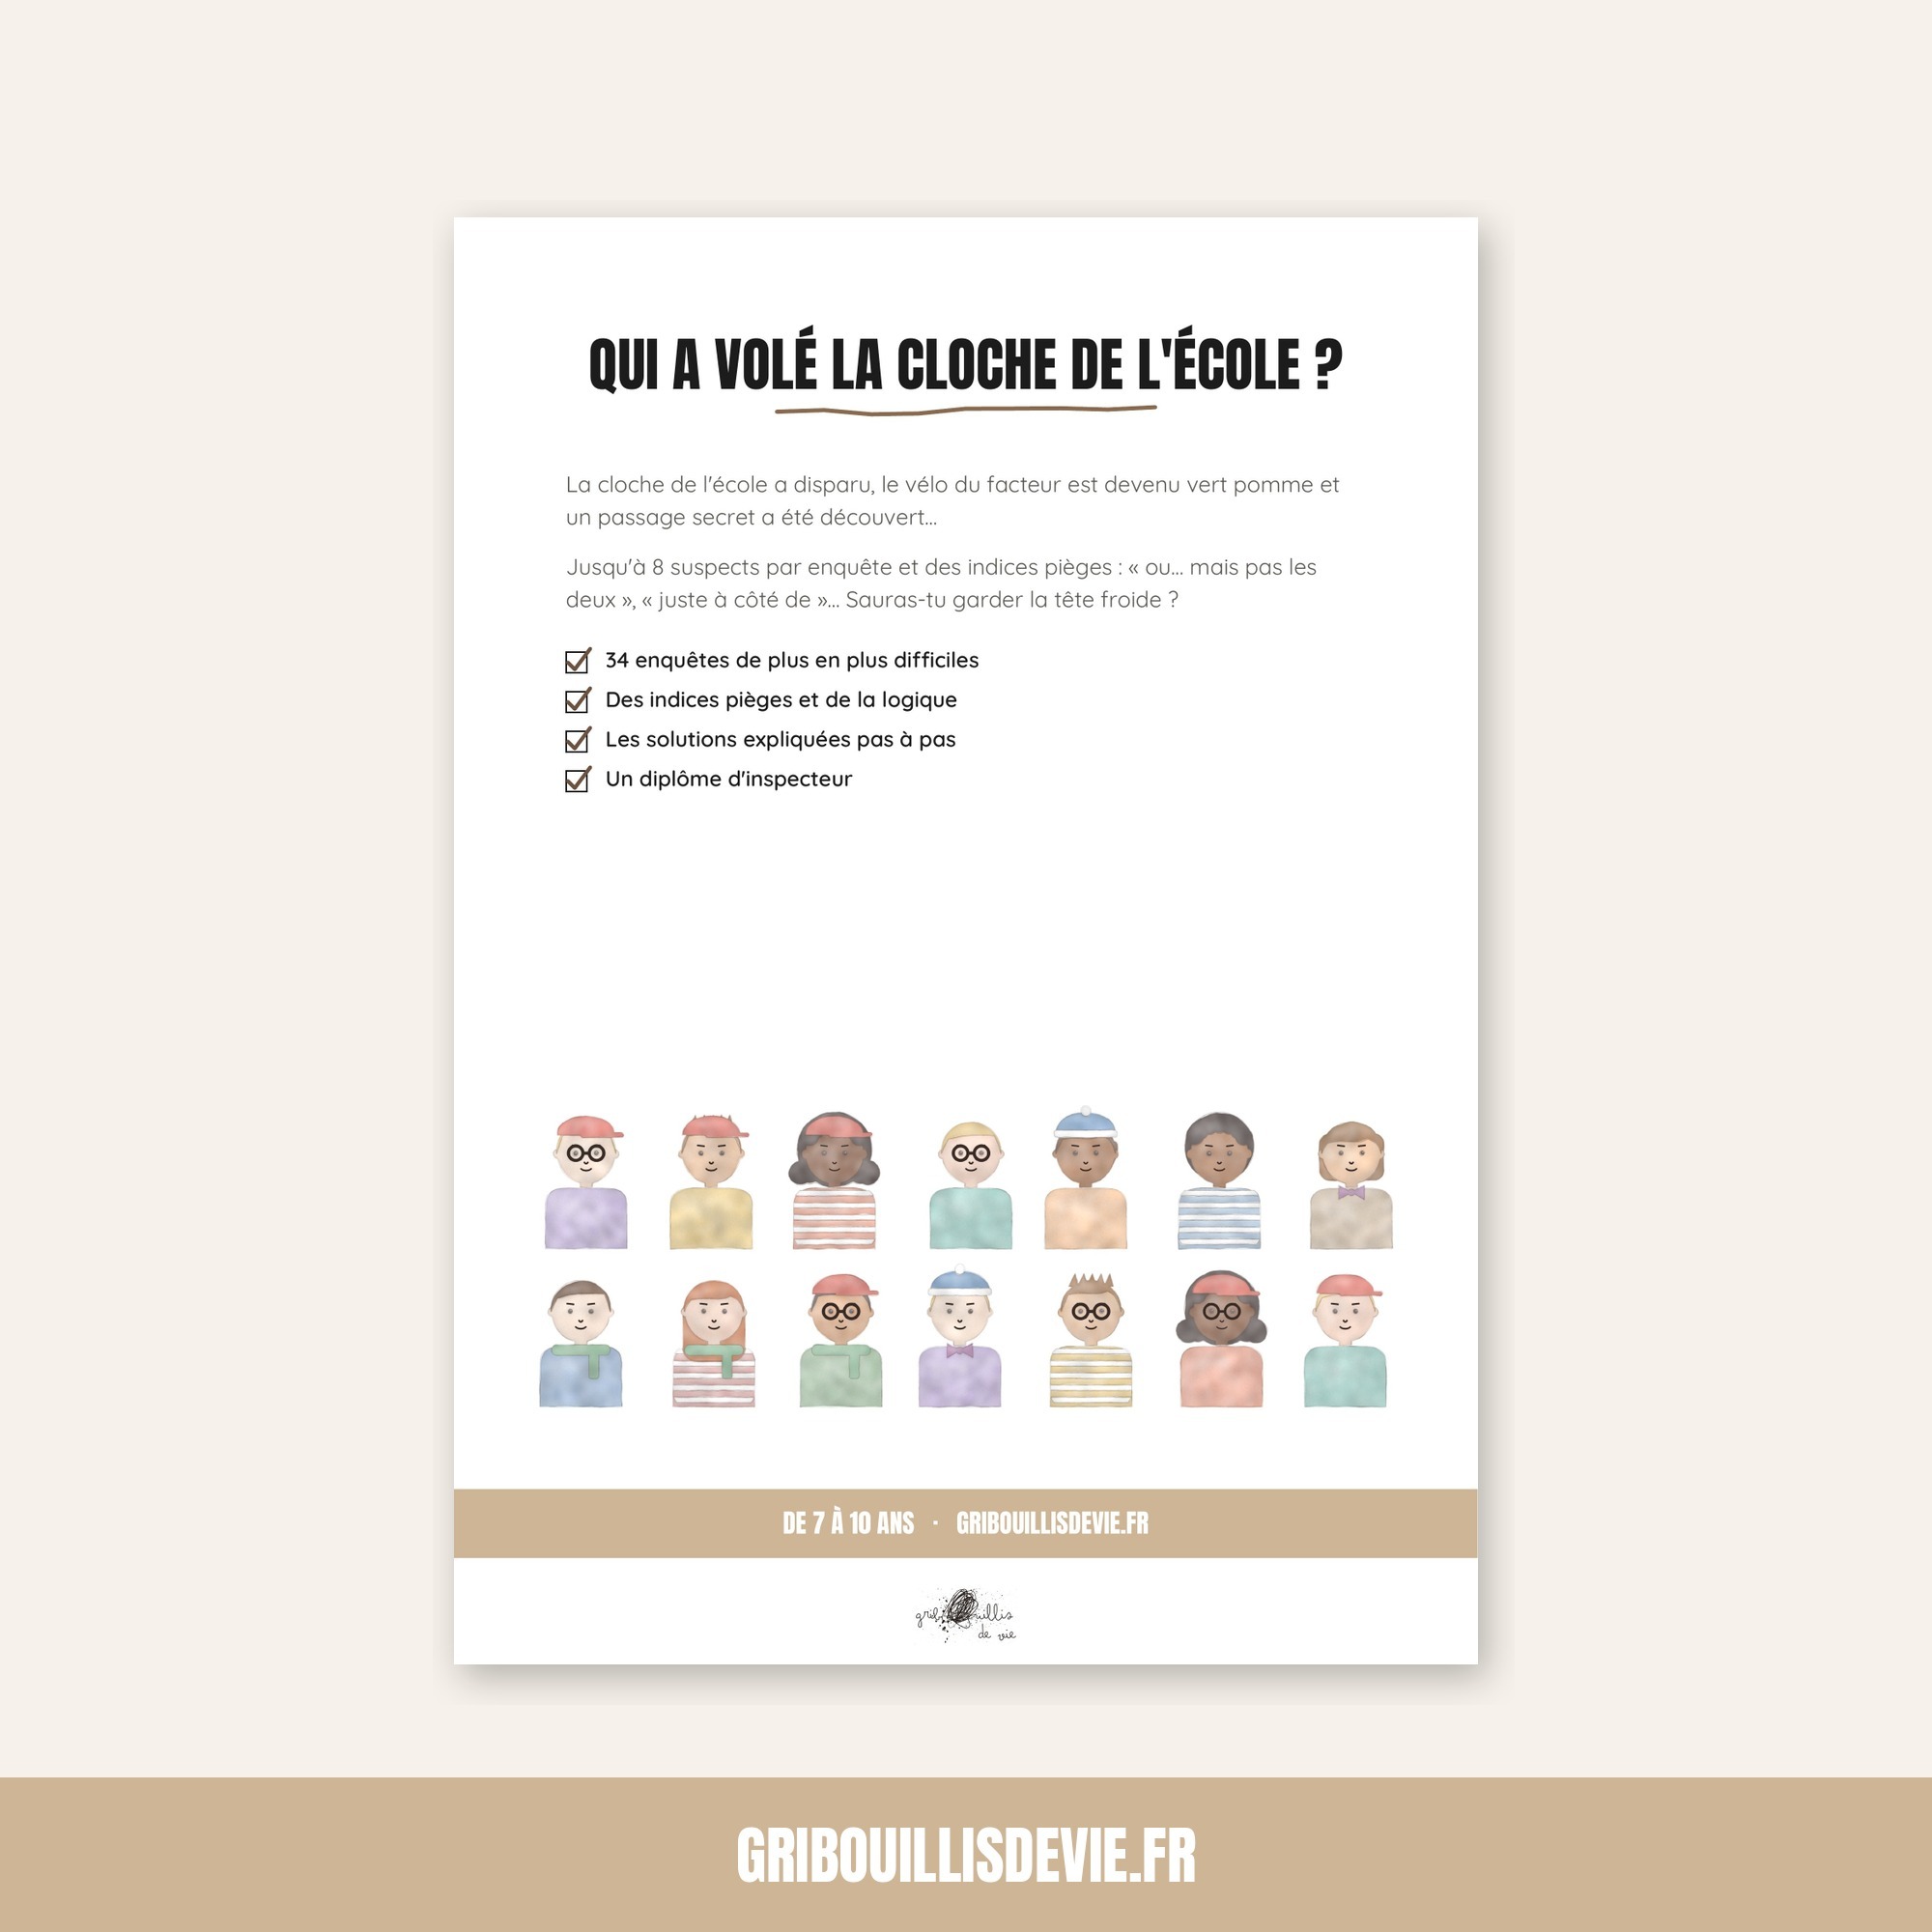 QUI A VOLÉ LA CLOCHE DE L'ÉCOLE ?
La cloche de l'école a disparu, le vélo du facteur est devenu vert pomme et
un passage secret a été découvert...
Jusqu'à 8 suspects par enquête et des indices pièges : « ou... mais pas les
deux », « juste à côté de »... Sauras-tu garder la tête froide ?
34 enquêtes de plus en plus difficiles
Des indices pièges et de la logique
Les solutions expliquées pas à pas
Un diplôme d'inspecteur
DE 7 À 10 ANS · GRIBOUILLISDEVIE.FR
gribouillis
de vie
GRIBOUILLISDEVIE.FR